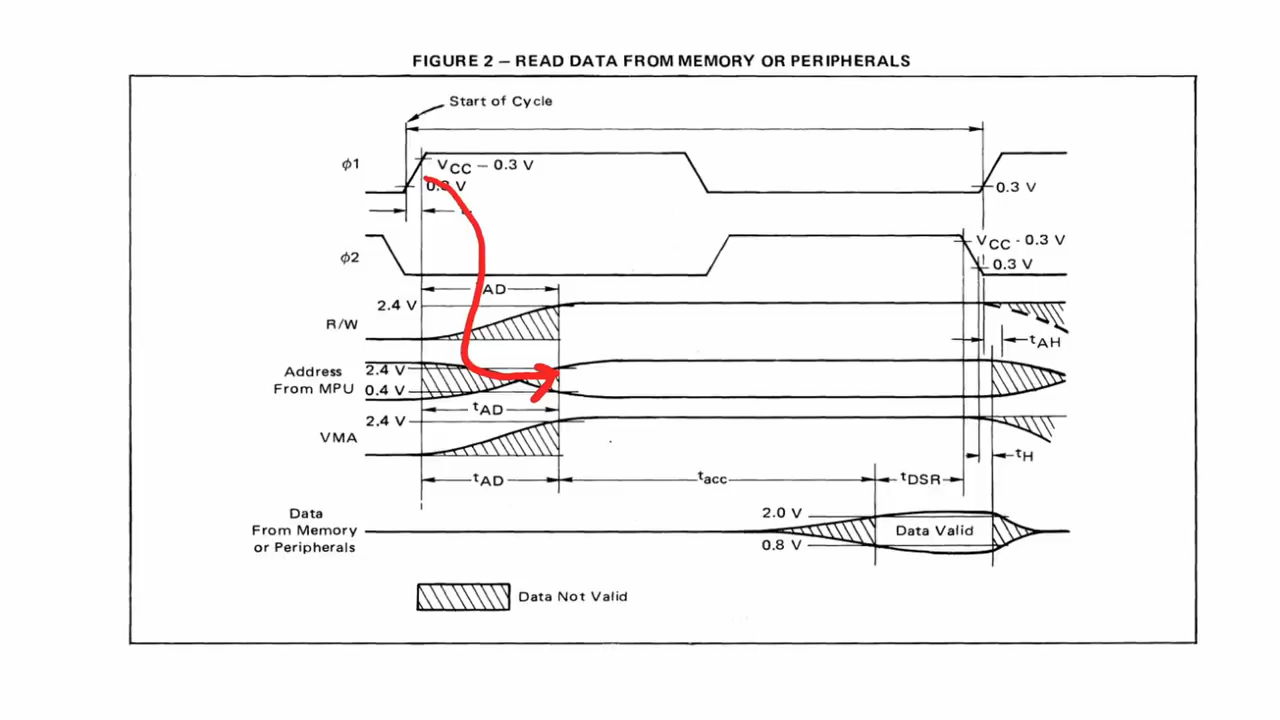 FIGURE 2 – READ DATA FROM MEMORY OR PERIPHERALS
Start of Cycle
ϕ1
VCC – 0.3 V
0.3 V
0.3 V
ϕ2
VCC - 0.3 V
0.3 V
tAD
2.4 V
R/W
tAH
Address
From MPU
2.4 V
0.4 V
tAD
2.4 V
VMA
tH
tAD
tacc
tDSR
Data
From Memory
or Peripherals
2.0 V
0.8 V
Data Valid
Data Not Valid